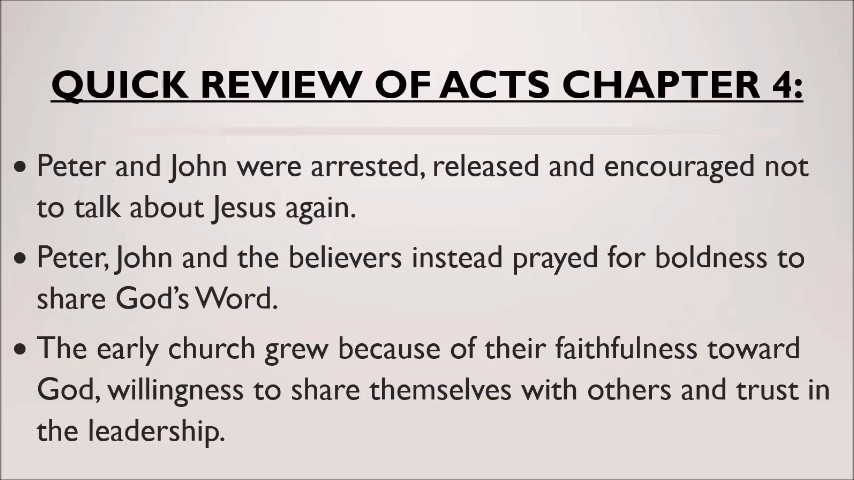 QUICK REVIEW OF ACTS CHAPTER 4:
• Peter and John were arrested, released and encouraged not
to talk about Jesus again.
• Peter, John and the believers instead prayed for boldness to
share God's Word.
• The early church grew because of their faithfulness toward
God, willingness to share themselves with others and trust in
the leadership.